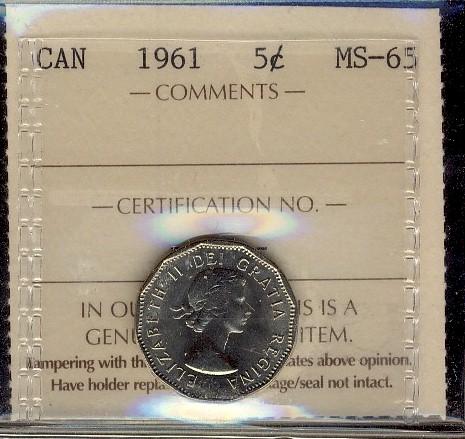 CAN 1961 5¢ MS-65
— COMMENTS —
— CERTIFICATION NO. —
IN OU IS IS A
GENU ITEM.
ampering with th ates above opinion.
Have holder repla age/seal not intact.
ELIZABETH II DEI GRATIA REGINA